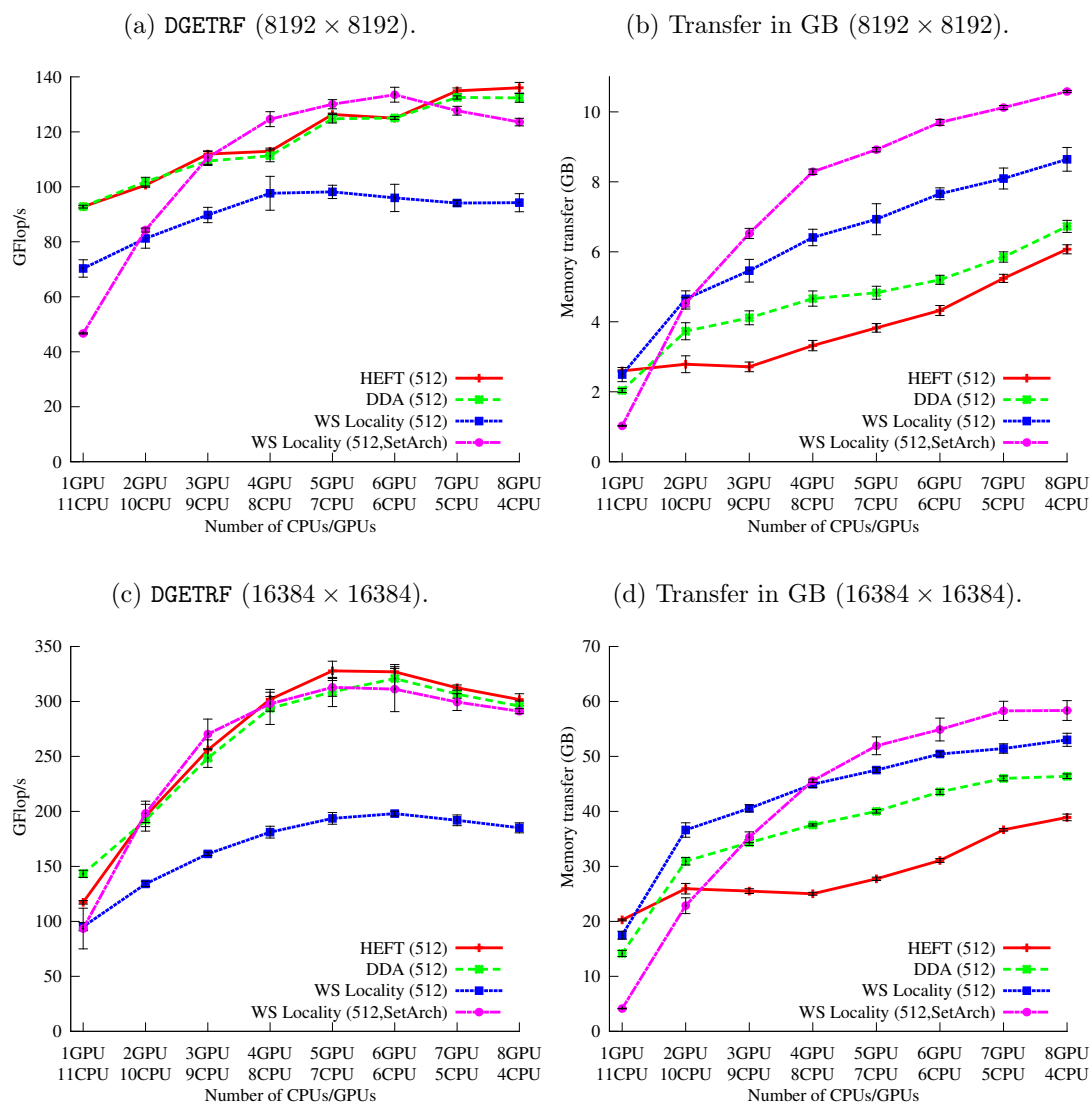 (a) DGETRF (8192 × 8192).
140
120
100
80
60
40
20
0
GFlop/s
HEFT (512)
DDA (512)
WS Locality (512)
WS Locality (512,SetArch)
1GPU 2GPU 3GPU 4GPU 5GPU 6GPU 7GPU 8GPU
11CPU 10CPU 9CPU 8CPU 7CPU 6CPU 5CPU 4CPU
Number of CPUs/GPUs
(b) Transfer in GB (8192 × 8192).
10
8
6
4
2
0
Memory transfer (GB)
HEFT (512)
DDA (512)
WS Locality (512)
WS Locality (512,SetArch)
1GPU 2GPU 3GPU 4GPU 5GPU 6GPU 7GPU 8GPU
11CPU 10CPU 9CPU 8CPU 7CPU 6CPU 5CPU 4CPU
Number of CPUs/GPUs
(c) DGETRF (16384 × 16384).
350
300
250
200
150
100
50
0
GFlop/s
HEFT (512)
DDA (512)
WS Locality (512)
WS Locality (512,SetArch)
1GPU 2GPU 3GPU 4GPU 5GPU 6GPU 7GPU 8GPU
11CPU 10CPU 9CPU 8CPU 7CPU 6CPU 5CPU 4CPU
Number of CPUs/GPUs
(d) Transfer in GB (16384 × 16384).
70
60
50
40
30
20
10
0
Memory transfer (GB)
HEFT (512)
DDA (512)
WS Locality (512)
WS Locality (512,SetArch)
1GPU 2GPU 3GPU 4GPU 5GPU 6GPU 7GPU 8GPU
11CPU 10CPU 9CPU 8CPU 7CPU 6CPU 5CPU 4CPU
Number of CPUs/GPUs